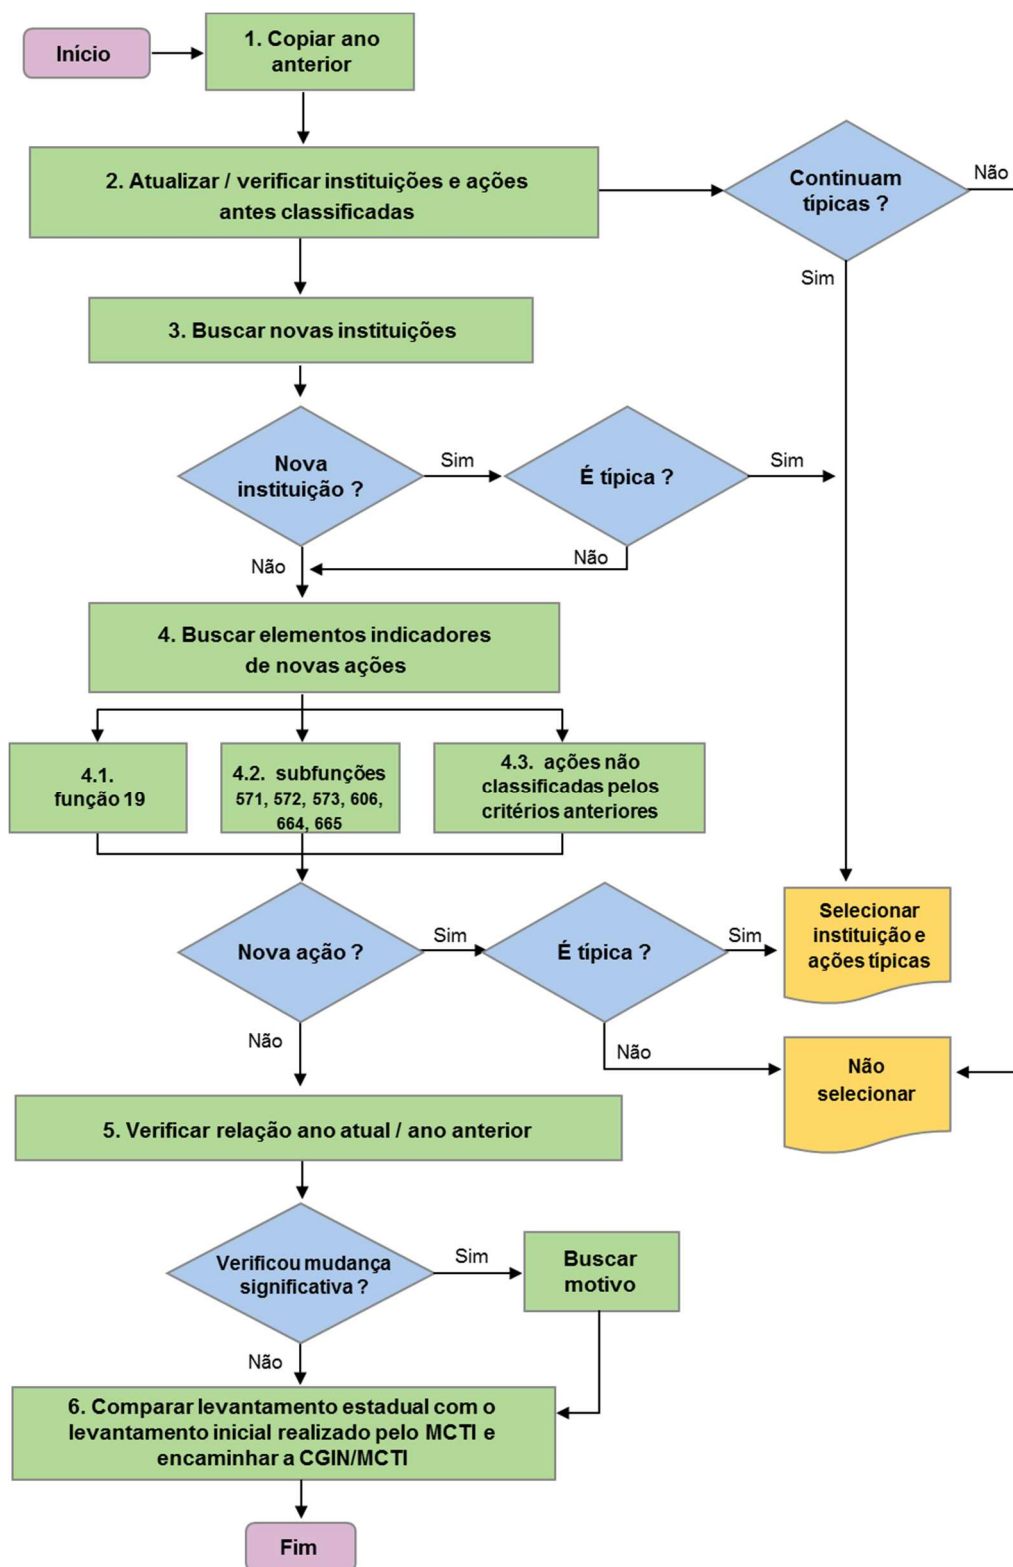 Início
1. Copiar ano
anterior
2. Atualizar / verificar instituições e ações
antes classificadas
Continuam
típicas ?
Não
Sim
3. Buscar novas instituições
Nova
instituição ?
Sim
É típica ?
Sim
Não
Não
4. Buscar elementos indicadores
de novas ações
4.1.
função 19
4.2. subfunções
571, 572, 573, 606,
664, 665
4.3. ações não
classificadas pelos
critérios anteriores
Nova ação ?
Sim
É típica ?
Sim
Selecionar
instituição e
ações típicas
Não
Não
Não
selecionar
5. Verificar relação ano atual / ano anterior
Verificou mudança
significativa ?
Sim
Buscar
motivo
Não
6. Comparar levantamento estadual com o
levantamento inicial realizado pelo MCTI e
encaminhar a CGIN/MCTI
Fim